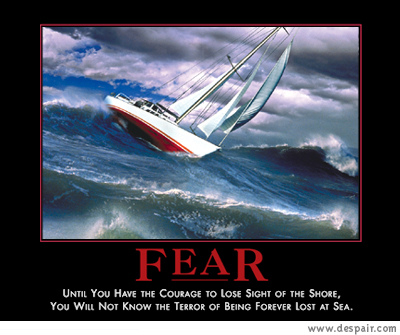 FEAR
UNTIL YOU HAVE THE COURAGE TO LOSE SIGHT OF THE SHORE,
YOU WILL NOT KNOW THE TERROR OF BEING FOREVER LOST AT SEA.
www.despair.com